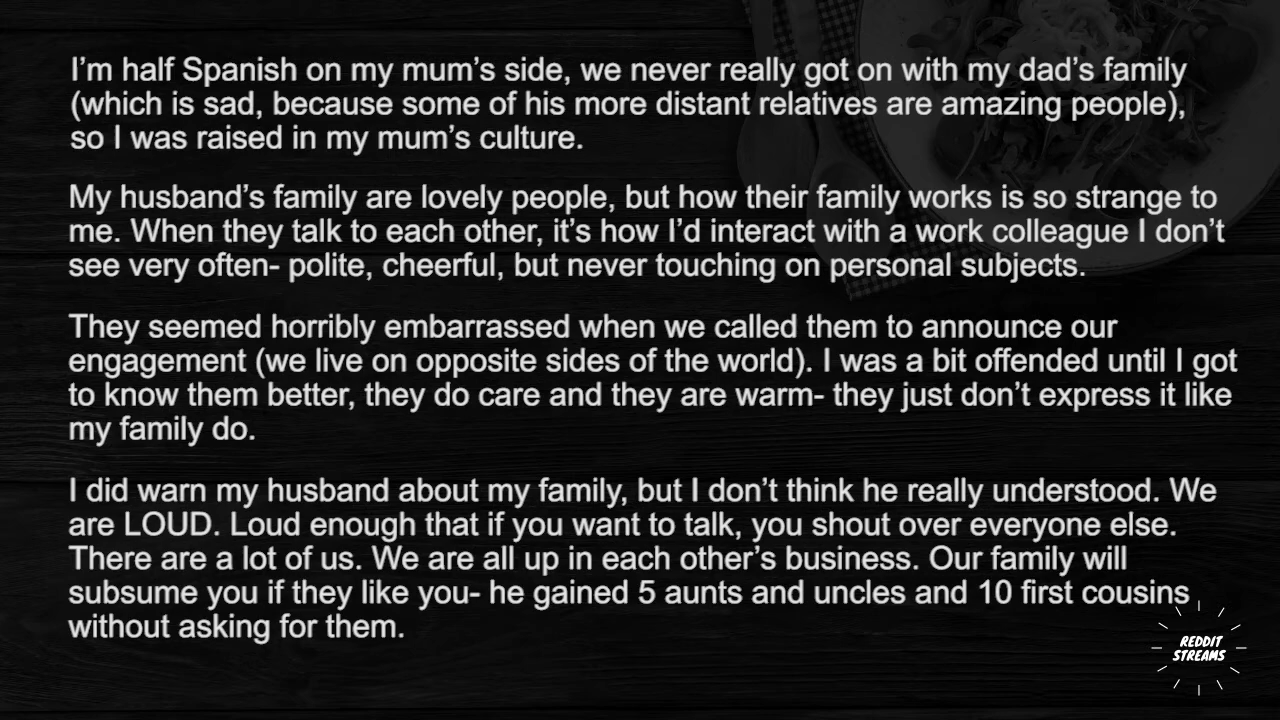 I'm half Spanish on my mum's side, we never really got on with my dad's family
(which is sad, because some of his more distant relatives are amazing people),
so I was raised in my mum's culture.
My husband's family are lovely people, but how their family works is so strange to
me. When they talk to each other, it's how I'd interact with a work colleague I don't
see very often- polite, cheerful, but never touching on personal subjects.
They seemed horribly embarrassed when we called them to announce our
engagement (we live on opposite sides of the world). I was a bit offended until I got
to know them better, they do care and they are warm- they just don't express it like
my family do.
I did warn my husband about my family, but I don't think he really understood. We
are LOUD. Loud enough that if you want to talk, you shout over everyone else.
There are a lot of us. We are all up in each other's business. Our family will
subsume you if they like you- he gained 5 aunts and uncles and 10 first cousins
without asking for them.
REDDIT
STREAMS